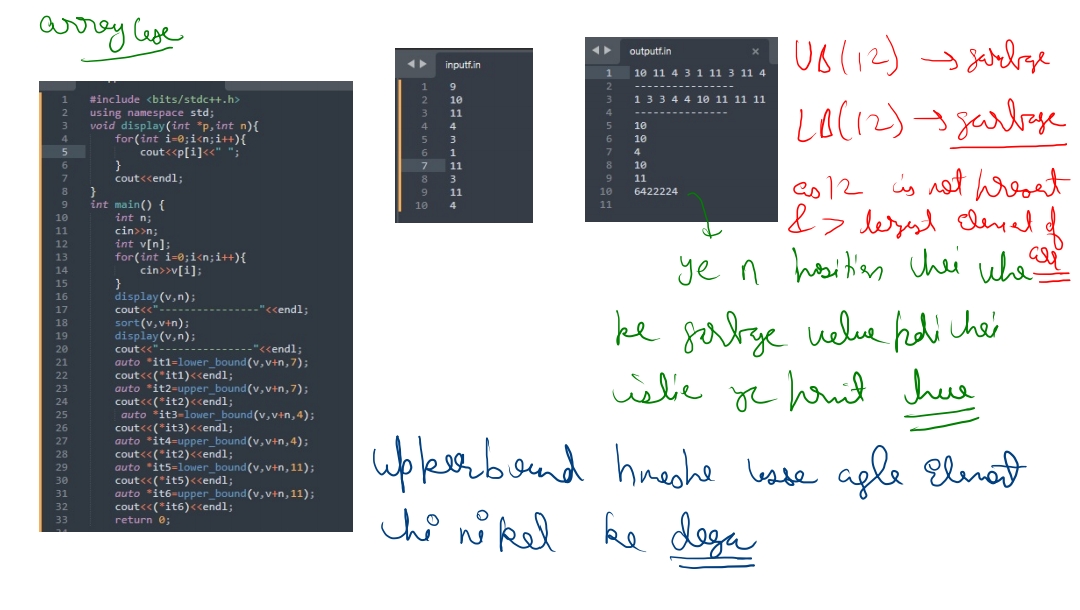 array case
1 #include <bits/stdc++.h>
2 using namespace std;
3 void display(int *p,int n){
4 for(int i=0;i<n;i++){
5 cout<<p[i]<<" ";
6 }
7 cout<<endl;
8 }
9 int main() {
10 int n;
11 cin>>n;
12 int v[n];
13 for(int i=0;i<n;i++){
14 cin>>v[i];
15 }
16 display(v,n);
17 cout<<"----------------"<<endl;
18 sort(v,v+n);
19 display(v,n);
20 cout<<"---------------"<<endl;
21 auto *it1=lower_bound(v,v+n,7);
22 cout<<(*it1)<<endl;
23 auto *it2=upper_bound(v,v+n,7);
24 cout<<(*it2)<<endl;
25 auto *it3=lower_bound(v,v+n,4);
26 cout<<(*it3)<<endl;
27 auto *it4=upper_bound(v,v+n,4);
28 cout<<(*it2)<<endl;
29 auto *it5=lower_bound(v,v+n,11);
30 cout<<(*it5)<<endl;
31 auto *it6=upper_bound(v,v+n,11);
32 cout<<(*it6)<<endl;
33 return 0;
inputf.in
1 9
2 10
3 11
4 4
5 3
6 1
7 11
8 3
9 11
10 4
outputf.in ×
1 10 11 4 3 1 11 3 11 4
2 ----------------
3 1 3 3 4 4 10 11 11 11
4 ---------------
5 10
6 10
7 4
8 10
9 11
10 6422224
11
UB(12) → garbage
LB(12) → garbage
as 12 is not present
& > largest element of
arr
ye n position hai wha
ke garbage value pdi hai
islie ye print hua
upperbound hmesha usse agla element
hi nikal ke dega